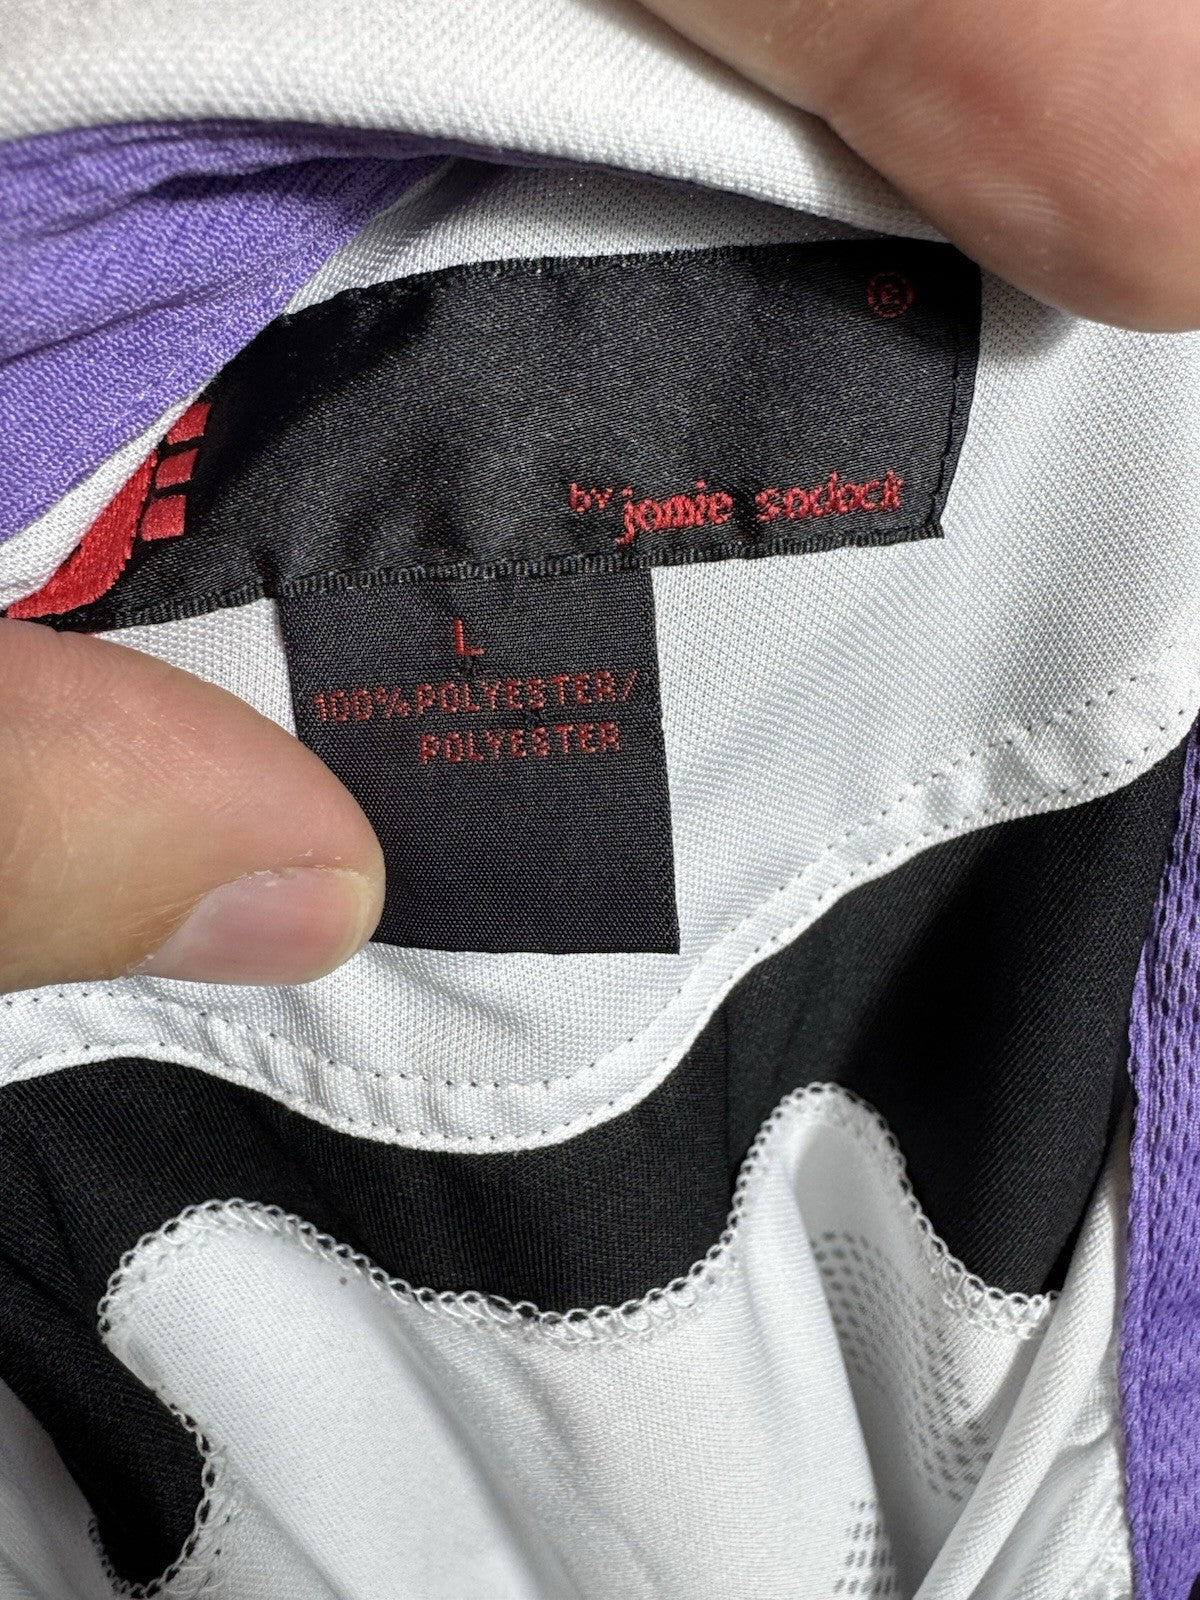 by jamie sadock
L
100% POLYESTER/
POLYESTER